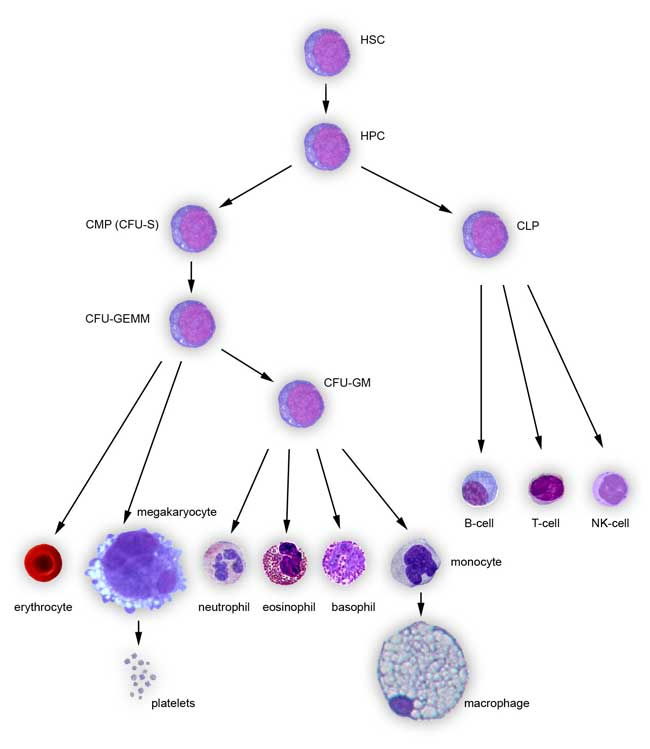 HSC
HPC
CMP (CFU-S)
CLP
CFU-GEMM
CFU-GM
megakaryocyte
B-cell
T-cell
NK-cell
monocyte
erythrocyte
neutrophil
eosinophil
basophil
platelets
macrophage